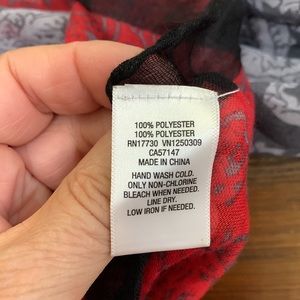 100% POLYESTER
100% POLYESTER
RN17730 VN1250309
CA57147
MADE IN CHINA
HAND WASH COLD.
ONLY NON-CHLORINE
BLEACH WHEN NEEDED.
LINE DRY.
LOW IRON IF NEEDED.